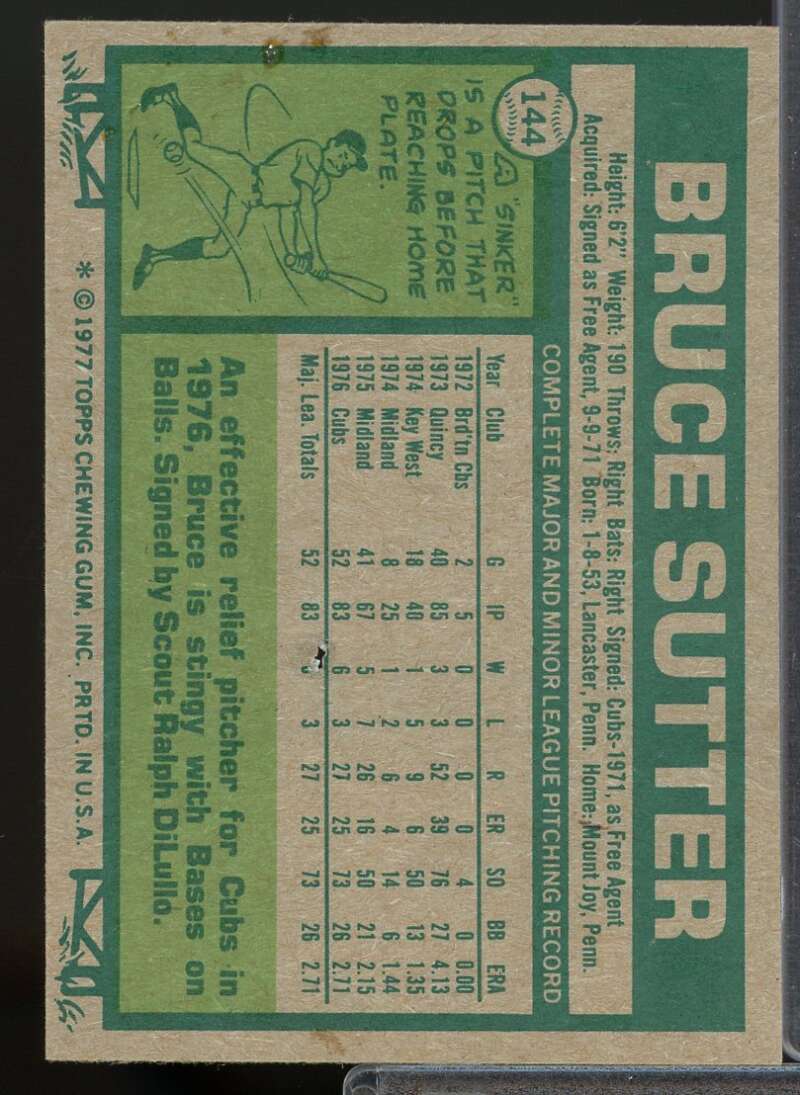 144
BRUCE SUTTER
Height: 6'2" Weight: 190 Throws: Right Bats: Right Signed: Cubs-1971, as Free Agent
Acquired: Signed as Free Agent, 9-9-71 Born: 1-8-53, Lancaster, Penn. Home: Mount Joy, Penn.
A "SINKER"
IS A PITCH THAT
DROPS BEFORE
REACHING HOME
PLATE.
COMPLETE MAJOR AND MINOR LEAGUE PITCHING RECORD
Year Club G IP W L R ER SO BB ERA
1972 Brd'tn Cbs 2 5 0 0 0 0 4 0 0.00
1973 Quincy 40 85 3 3 52 39 76 27 4.13
1974 Key West 18 40 1 5 9 6 50 13 1.35
1974 Midland 8 25 1 2 6 4 14 6 1.44
1975 Midland 41 67 5 7 26 16 50 21 2.15
1976 Cubs 52 83 6 3 27 25 73 26 2.71
Maj. Lea. Totals 52 83 3 27 25 73 26 2.71
An effective relief pitcher for Cubs in
1976, Bruce is stingy with Bases on
Balls. Signed by Scout Ralph DiLullo.
* © 1977 TOPPS CHEWING GUM, INC. PRTD. IN U.S.A.